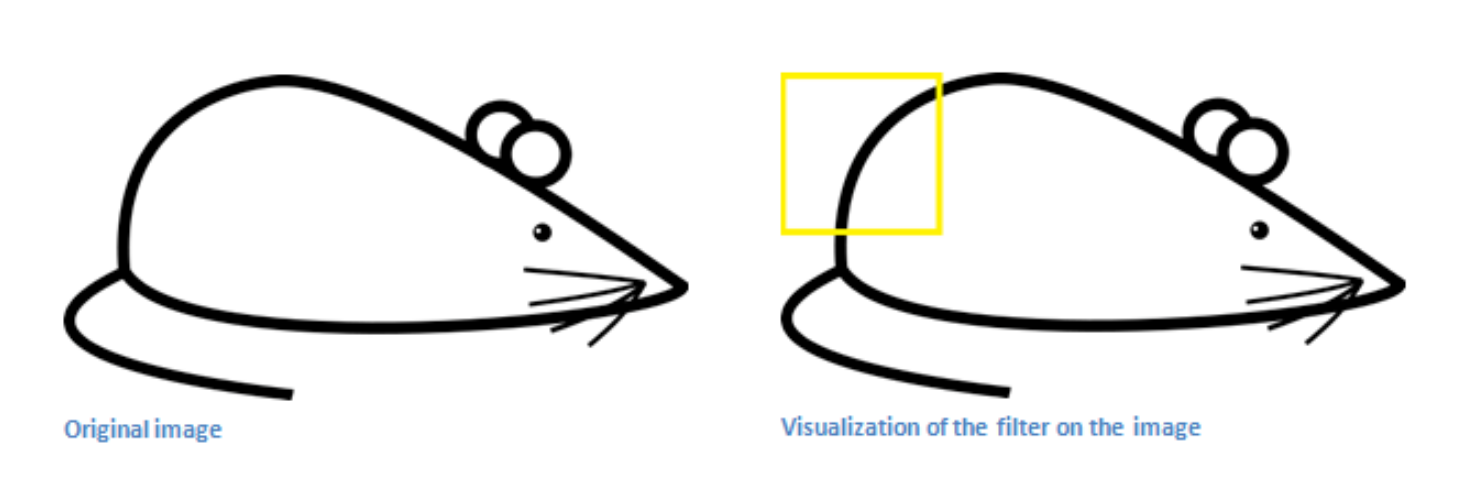 Original image
Visualization of the filter on the image